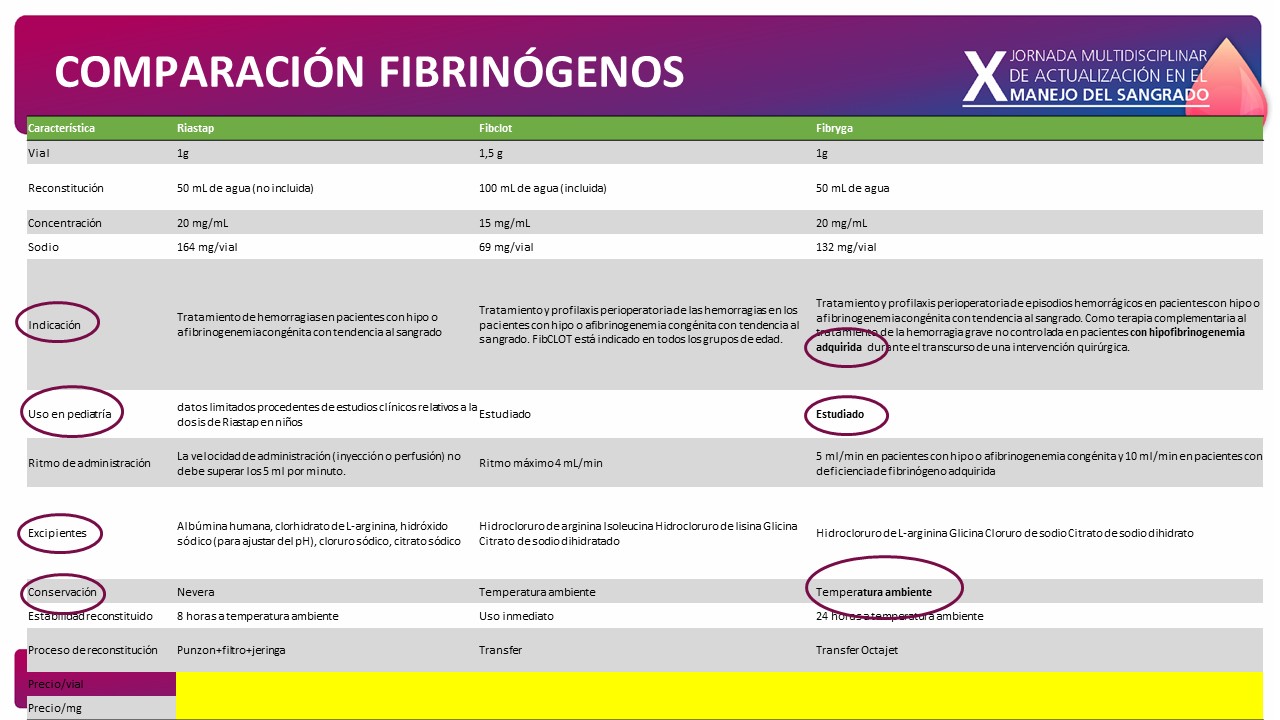 COMPARACIÓN FIBRINÓGENOS
X JORNADA MULTIDISCIPLINAR
DE ACTUALIZACIÓN EN EL
MANEJO DEL SANGRADO
Característica Riastap Fibclot Fibryga
Vial 1g 1,5 g 1g
Reconstitución 50 mL de agua (no incluida) 100 mL de agua (incluida) 50 mL de agua
Concentración 20 mg/mL 15 mg/mL 20 mg/mL
Sodio 164 mg/vial 69 mg/vial 132 mg/vial
Indicación
Tratamiento de hemorragias en pacientes con hipo o
afibrinogenemia congénita con tendencia al sangrado
Tratamiento y profilaxis perioperatoria de las hemorragias en los
pacientes con hipo o afibrinogenemia congénita con tendencia al
sangrado. FibCLOT está indicado en todos los grupos de edad.
Tratamiento y profilaxis perioperatoria de episodios hemorrágicos en pacientes con hipo o
afibrinogenemia congénita con tendencia al sangrado. Como terapia complementaria al
tratamiento de la hemorragia grave no controlada en pacientes con hipofibrinogenemia
adquirida durante el transcurso de una intervención quirúrgica.
Uso en pediatría
datos limitados procedentes de estudios clínicos relativos a la
dosis de Riastap en niños
Estudiado
Estudiado
Ritmo de administración
La velocidad de administración (inyección o perfusión) no
debe superar los 5 ml por minuto.
Ritmo máximo 4 mL/min
5 ml/min en pacientes con hipo o afibrinogenemia congénita y 10 ml/min en pacientes con
deficiencia de fibrinógeno adquirida
Excipientes
Albúmina humana, clorhidrato de L-arginina, hidróxido
sódico (para ajustar del pH), cloruro sódico, citrato sódico
Hidrocloruro de arginina Isoleucina Hidrocloruro de lisina Glicina
Citrato de sodio dihidratado
Hidrocloruro de L-arginina Glicina Cloruro de sodio Citrato de sodio dihidrato
Conservación Nevera Temperatura ambiente Temperatura ambiente
Estabilidad reconstituido 8 horas a temperatura ambiente Uso inmediato 24 horas a temperatura ambiente
Proceso de reconstitución Punzon+filtro+jeringa Transfer Transfer Octajet
Precio/vial
Precio/mg